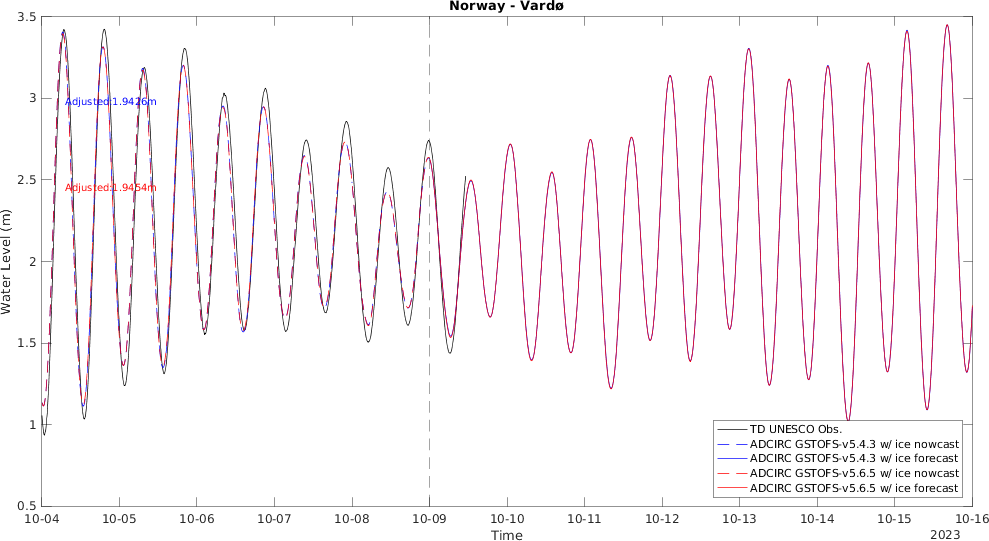 Norway - Vardø
3.5
3
2.5
2
1.5
1
0.5
Water Level (m)
Adjusted:1.9426m
Adjusted:1.9454m
TD UNESCO Obs.
ADCIRC GSTOFS-v5.4.3 w/ ice nowcast
ADCIRC GSTOFS-v5.4.3 w/ ice forecast
ADCIRC GSTOFS-v5.6.5 w/ ice nowcast
ADCIRC GSTOFS-v5.6.5 w/ ice forecast
10-04 10-05 10-06 10-07 10-08 10-09 10-10 10-11 10-12 10-13 10-14 10-15 10-16
Time
2023